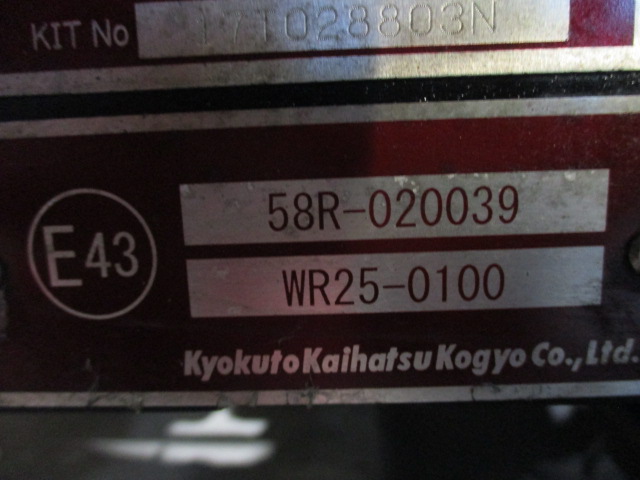 KIT No 17T028803N
58R-020039
E43
WR25-0100
Kyokuto Kaihatsu Kogyo Co., Ltd.